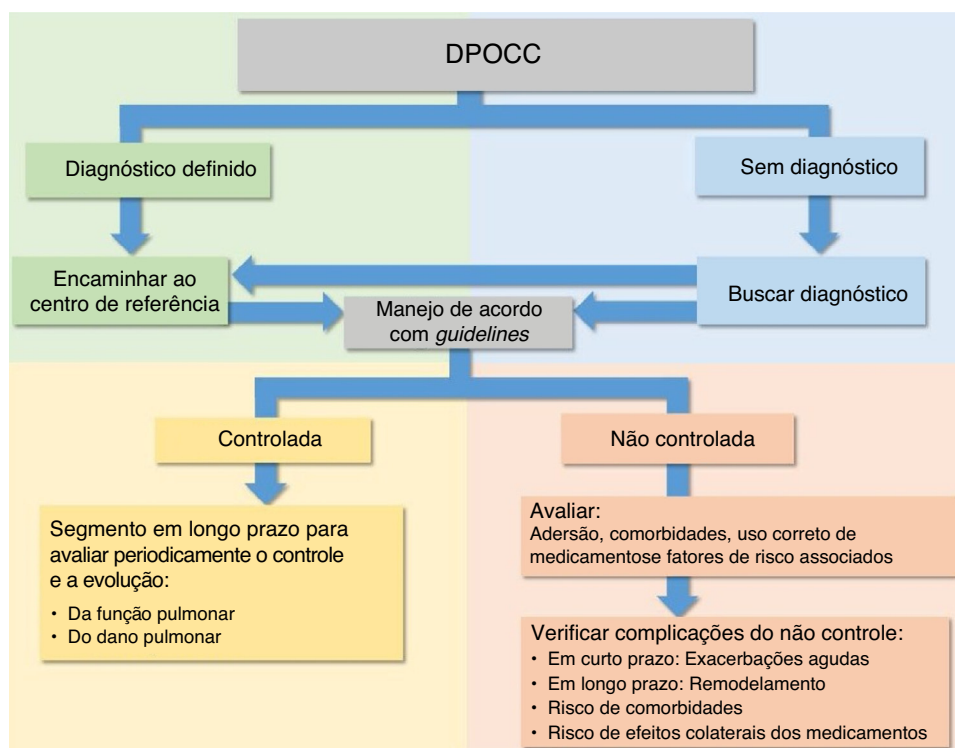 DPOCC
Diagnóstico definido
Sem diagnóstico
Encaminhar ao
centro de referência
Buscar diagnóstico
Manejo de acordo
com guidelines
Controlada
Não controlada
Segmento em longo prazo para
avaliar periodicamente o controle
e a evolução:
• Da função pulmonar
• Do dano pulmonar
Avaliar:
Adersão, comorbidades, uso correto de
medicamentose fatores de risco associados
Verificar complicações do não controle:
• Em curto prazo: Exacerbações agudas
• Em longo prazo: Remodelamento
• Risco de comorbidades
• Risco de efeitos colaterais dos medicamentos